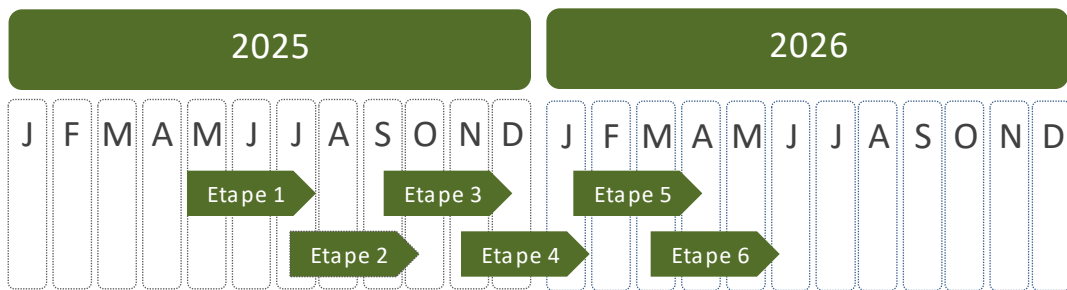 2025 2026
J F M A M J J A S O N D J F M A M J J A S O N D
Etape 1 Etape 3 Etape 5
Etape 2 Etape 4 Etape 6